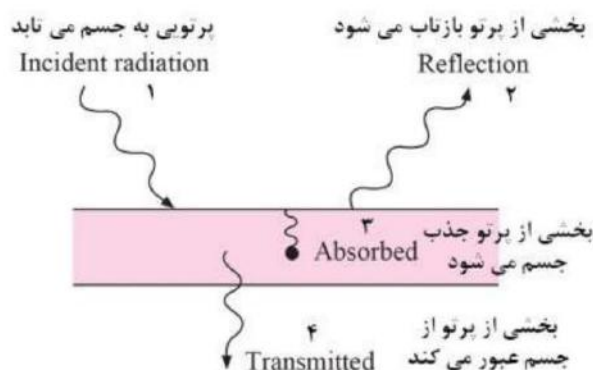 پرتویی به جسم می تابد
Incident radiation
۱
بخشی از پرتو بازتاب می شود
Reflection
۲
۳
Absorbed
بخشی از پرتو جذب
جسم می شود
۴
Transmitted
بخشی از پرتو از
جسم عبور می کند